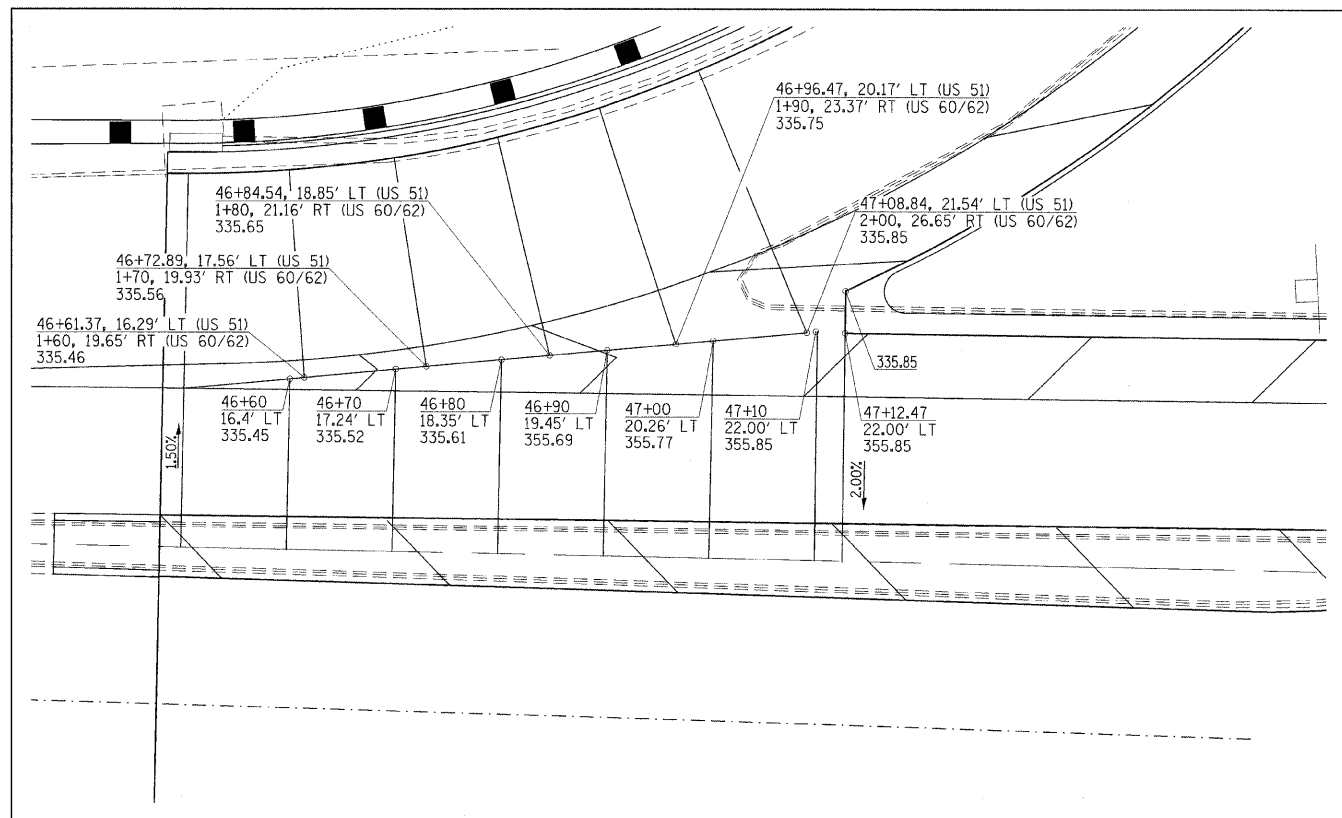 46+96.47, 20.17' LT (US 51)
1+90, 23.37' RT (US 60/62)
335.75
46+84.54, 18.85' LT (US 51)
1+80, 21.16' RT (US 60/62)
335.65
47+08.84, 21.54' LT (US 51)
2+00, 26.65' RT (US 60/62)
335.85
46+72.89, 17.56' LT (US 51)
1+70, 19.93' RT (US 60/62)
335.56
46+61.37, 16.29' LT (US 51)
1+60, 19.65' RT (US 60/62)
335.46
335.85
46+60
16.4' LT
335.45
46+70
17.24' LT
335.52
46+80
18.35' LT
335.61
46+90
19.45' LT
355.69
47+00
20.26' LT
355.77
47+10
22.00' LT
355.85
47+12.47
22.00' LT
355.85
1.50%
2.00%